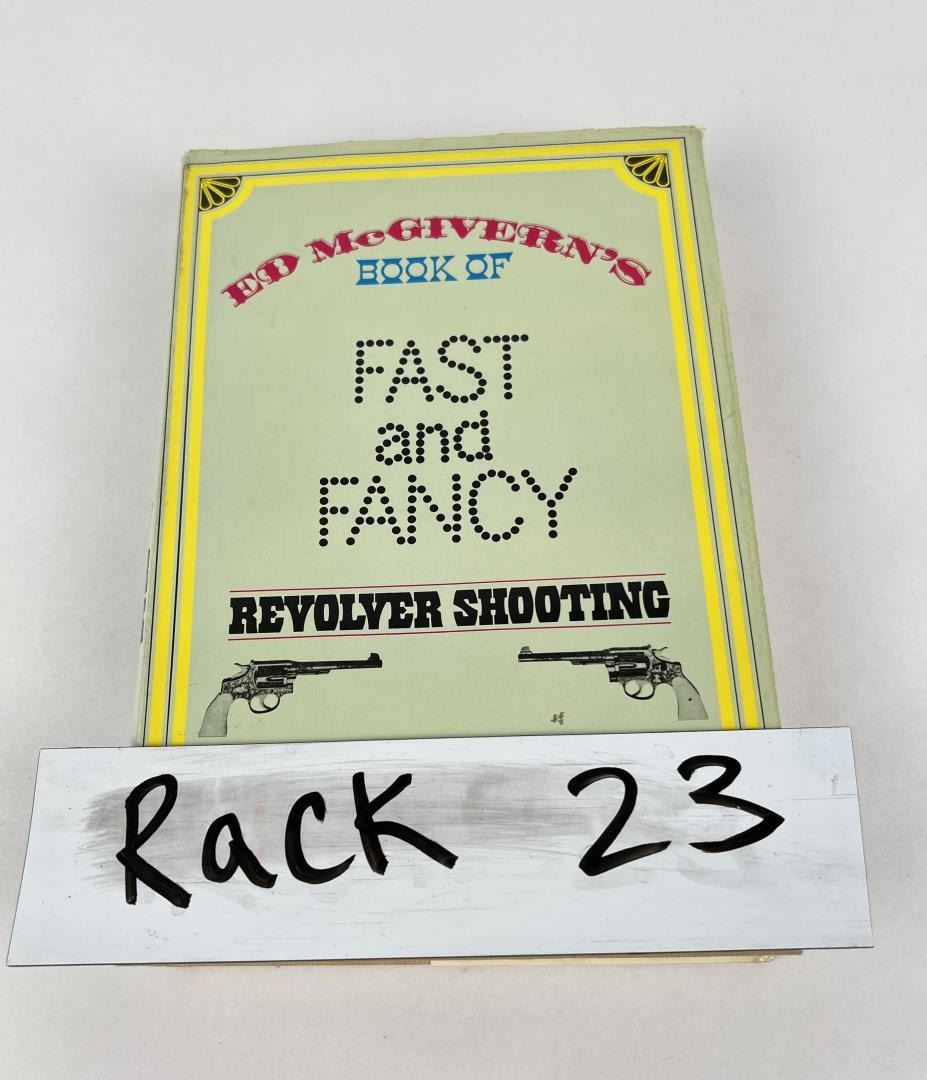 ED McGIVERN'S
BOOK OF
FAST
and
FANCY
REVOLVER SHOOTING
Rack 23